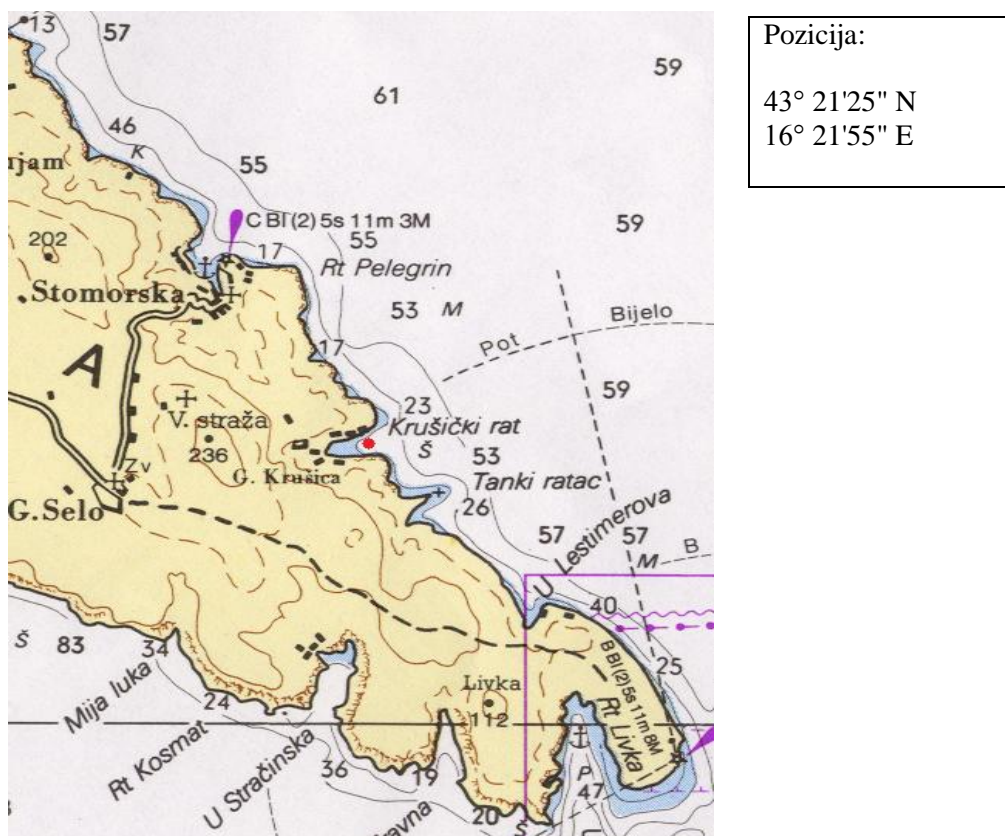 13
57
59
61
46
K
55
ujam
C Bl (2) 5s 11m 3M
59
202
17
55
Rt Pelegrin
Stomorska
53 M
Bijelo
Pot
17
A
59
23
V. straža
Krušički rat
Š
236
53
Zv
G. Krušica
Tanki ratac
26
G.Selo
57
57
U Lestimerova
M
B
40
Š
83
34
B Bl (2) 5s 11m 8M
25
Mija luka
Livka
24
112
Rt Livka
Rt Kosmat
U Stračinska
36
19
P
47
20
Š
ravna
Pozicija:
43° 21'25" N
16° 21'55" E